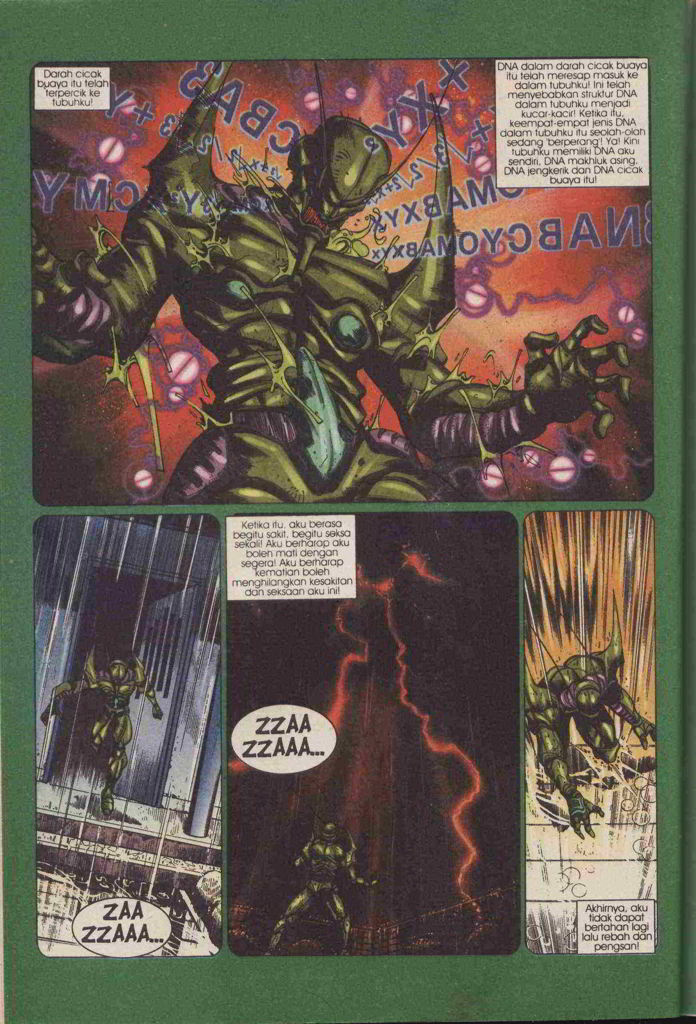 Darah cicak
buaya itu telah
terpercik ke
tubuhku!
DNA dalam darah cicak buaya
itu telah meresap masuk ke
dalam tubuhku! Ini telah
menyebabkan struktur DNA
dalam tubuhku menjadi
kucar-kacir! Ketika itu,
keempat-empat jenis DNA
dalam tubuhku itu seolah-olah
sedang 'berperang'! Ya! Kini
tubuhku memiliki DNA aku
sendiri, DNA makhluk asing,
DNA jengkerik dan DNA cicak
buaya itu!
Ketika itu, aku berasa
begitu sakit, begitu seksa
sekali! Aku berharap aku
boleh mati dengan
segera! Aku berharap
kematian boleh
menghilangkan kesakitan
dan seksaan aku ini!
ZAA
ZZAAA...
ZZAA
ZZAAA...
Akhirnya, aku
tidak dapat
bertahan lagi
lalu rebah dan
pengsan!